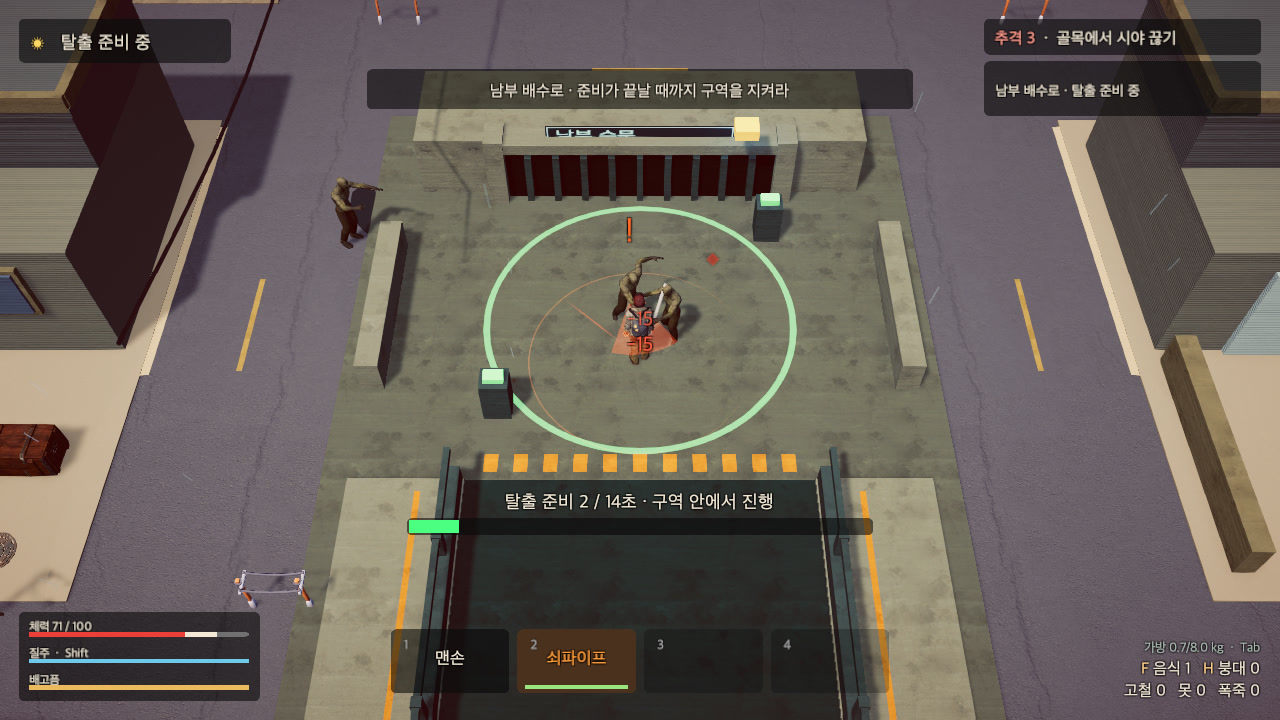 탈출 준비 중
추격 3 · 골목에서 시야 끊기
남부 배수로 · 탈출 준비 중
남부 배수로 · 준비가 끝날 때까지 구역을 지켜라
남부 수문
!
-15
-15
탈출 준비 2 / 14초 · 구역 안에서 진행
체력 71 / 100
질주 · Shift
배고픔
1 맨손
2 쇠파이프
3
4
가방 0.7/8.0 kg · Tab
F 음식 1 H 붕대 0
고철 0 못 0 폭죽 0